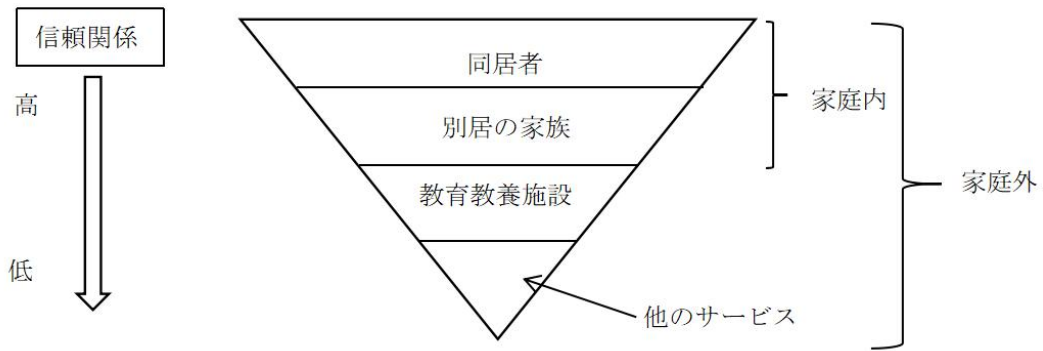 信頼関係
高
低
同居者
別居の家族
教育教養施設
他のサービス
家庭内
家庭外